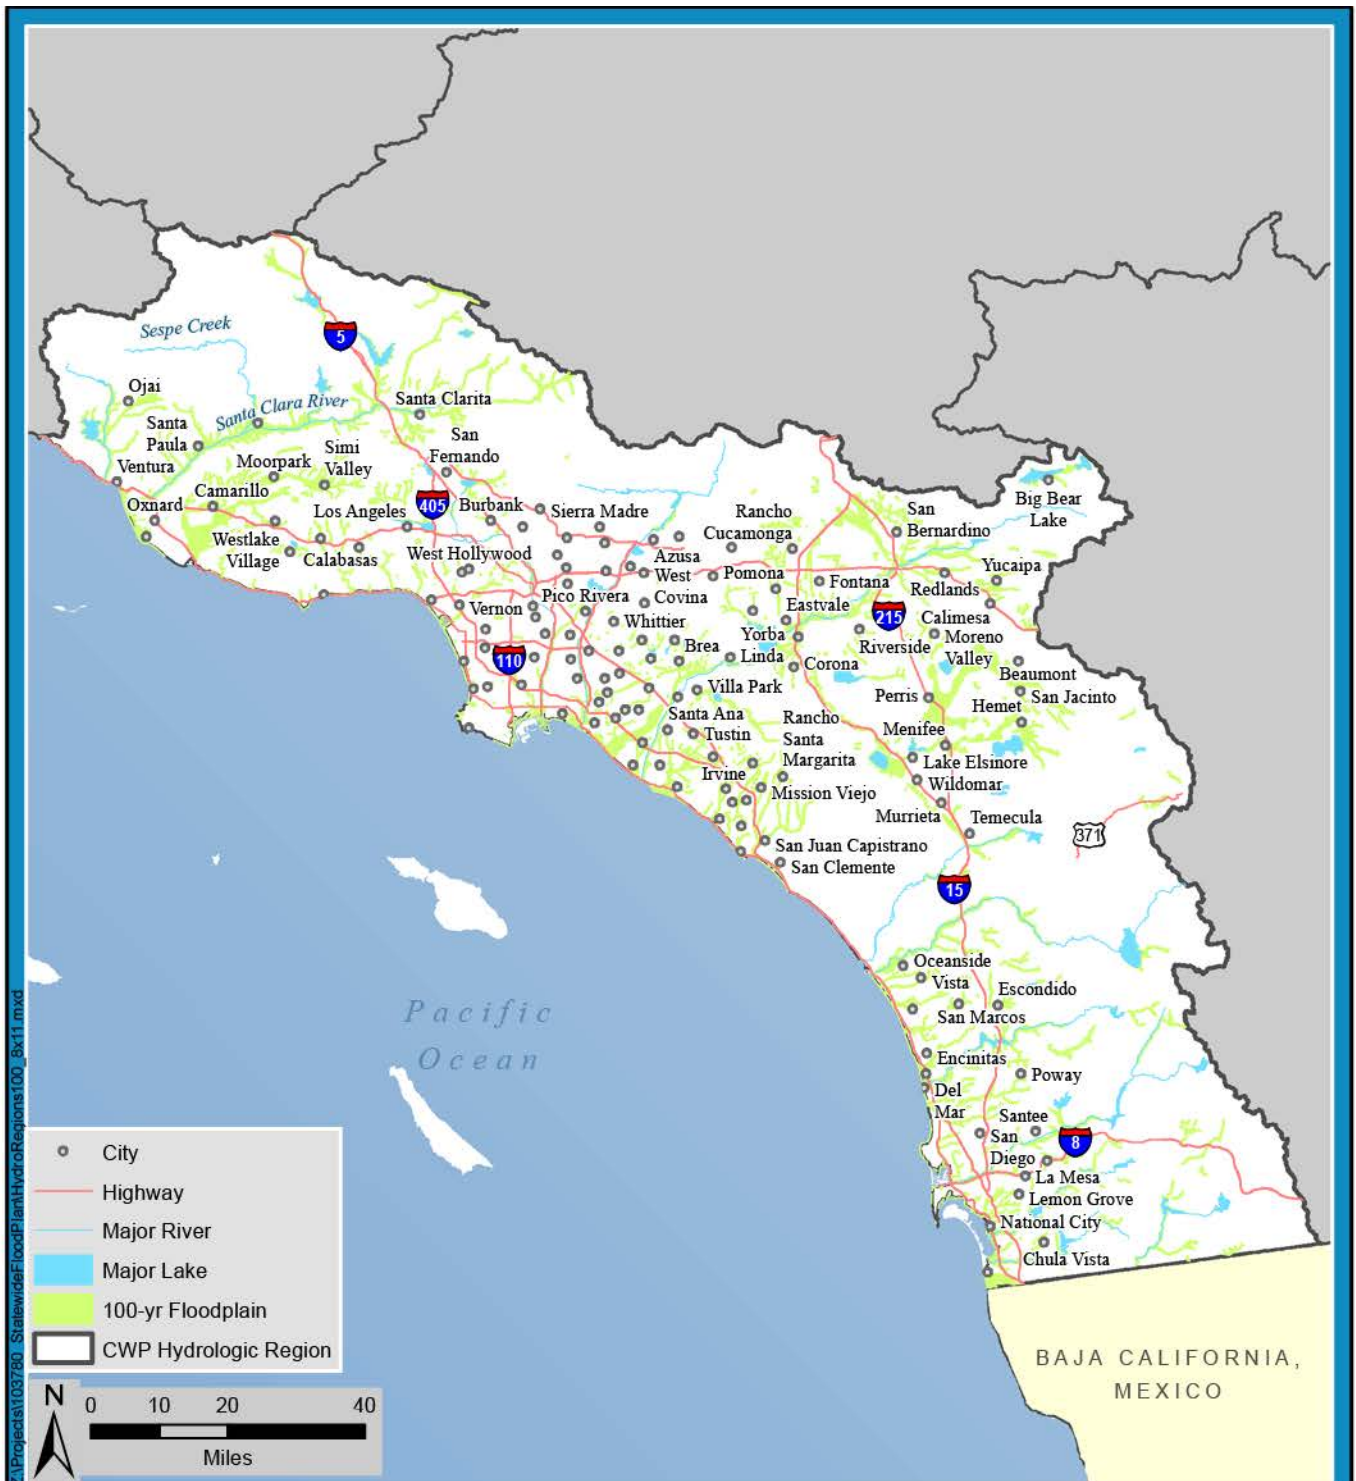 Sespe Creek
5
Ojai
Santa Clara River
Santa Clarita
Santa
Paula
San
Fernando
Simi
Valley
Moorpark
Ventura
Camarillo
Oxnard
405
Burbank
Los Angeles
Sierra Madre
Rancho
Cucamonga
San
Bernardino
Big Bear
Lake
Westlake
Village
Calabasas
West Hollywood
Azusa
West
Covina
Pomona
Fontana
Redlands
Yucaipa
Pico Rivera
Vernon
Eastvale
215
Calimesa
Whittier
Yorba
Linda
Riverside
Moreno
Valley
Brea
110
Corona
Beaumont
Villa Park
Perris
San Jacinto
Hemet
Santa Ana
Tustin
Rancho
Santa
Margarita
Menifee
Lake Elsinore
Irvine
Wildomar
Mission Viejo
Murrieta
Temecula
371
San Juan Capistrano
San Clemente
15
Oceanside
Vista
Escondido
San Marcos
Pacific
Ocean
Encinitas
Poway
Del
Mar
Santee
San
Diego
8
La Mesa
Lemon Grove
National City
Chula Vista
BAJA CALIFORNIA,
MEXICO
City
Highway
Major River
Major Lake
100-yr Floodplain
CWP Hydrologic Region
N
0 10 20 40
Miles
Z:\Projects\103780_StatewideFloodPlan\HydroRegions100_8x11.mxd